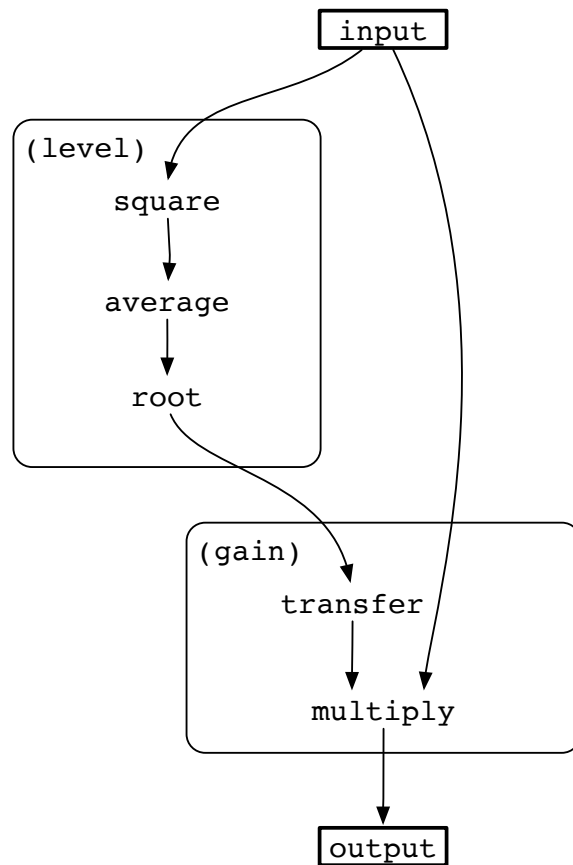 input
(level)
square
average
root
(gain)
transfer
multiply
output